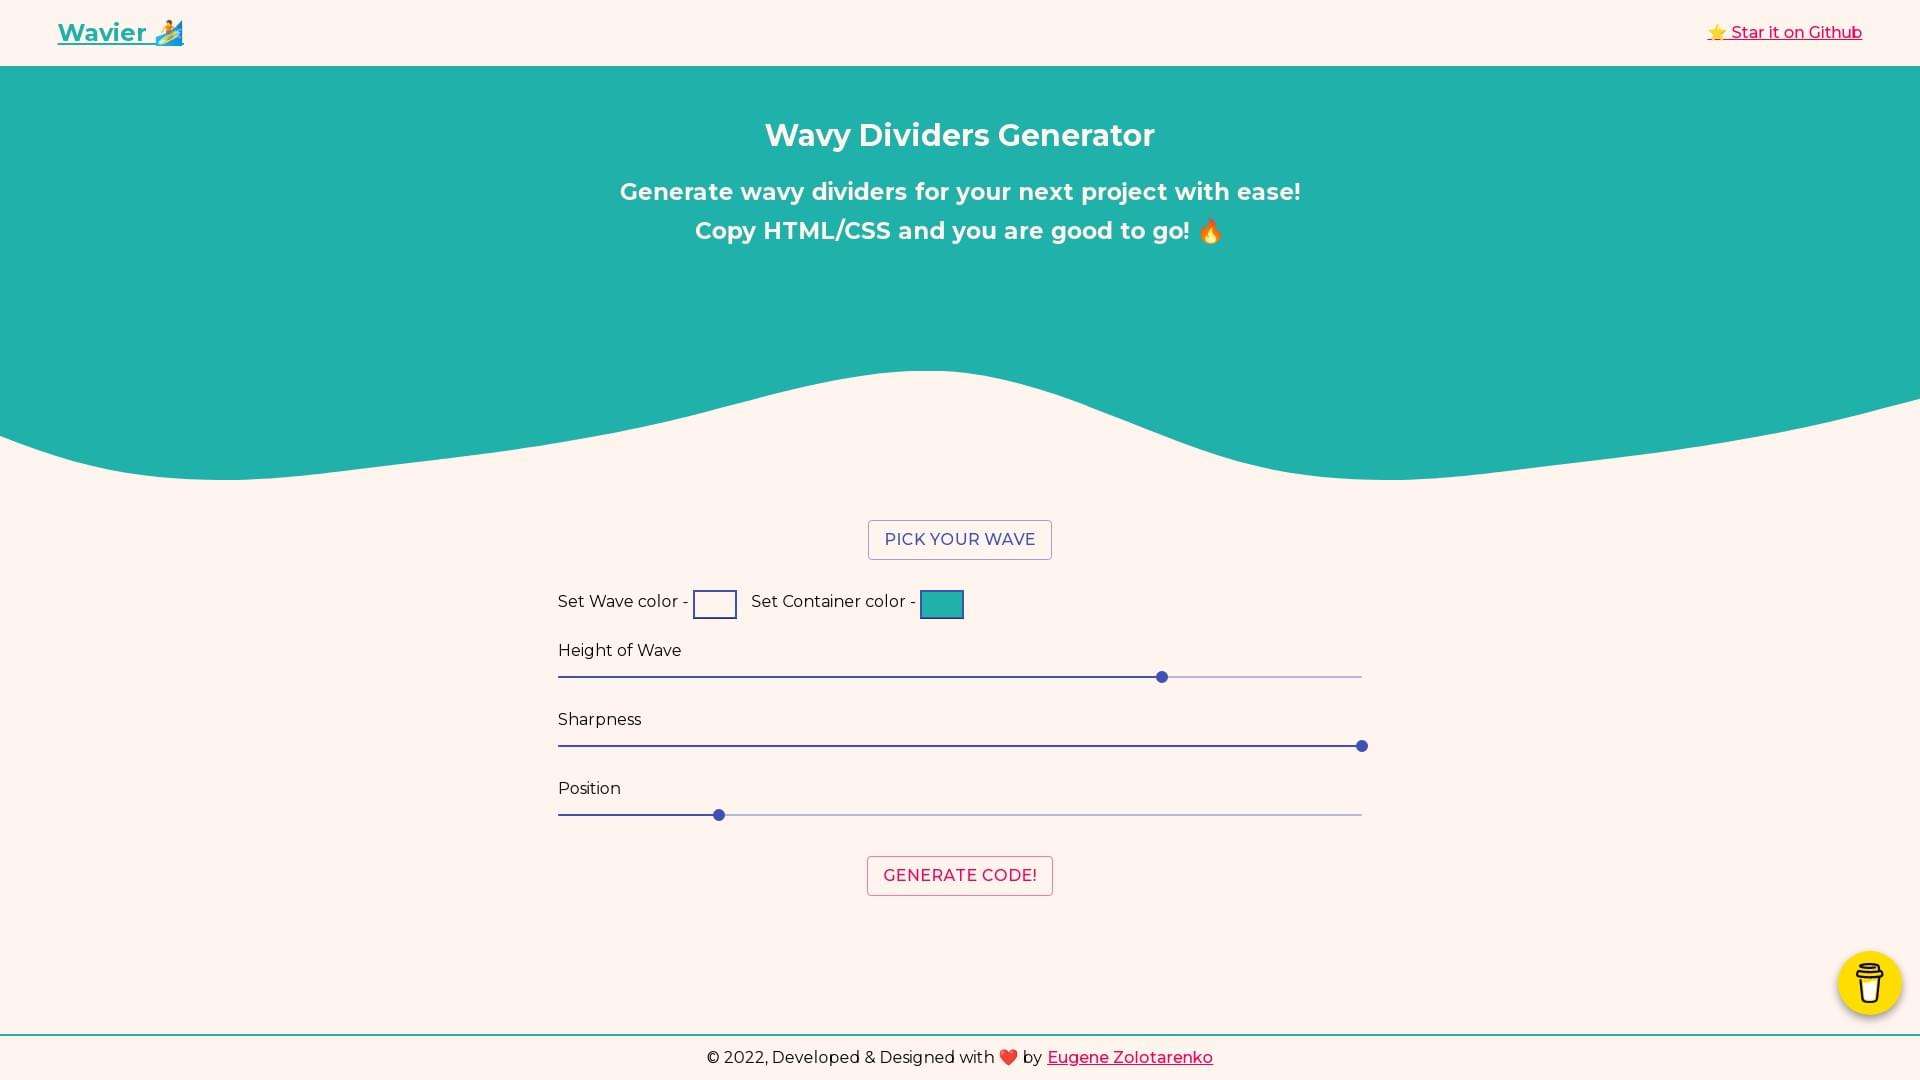 Wavier 🏄
⭐ Star it on Github
Wavy Dividers Generator
Generate wavy dividers for your next project with ease!
Copy HTML/CSS and you are good to go! 🔥
PICK YOUR WAVE
Set Wave color - Set Container color -
Height of Wave
Sharpness
Position
GENERATE CODE!
© 2022, Developed & Designed with ❤️ by Eugene Zolotarenko